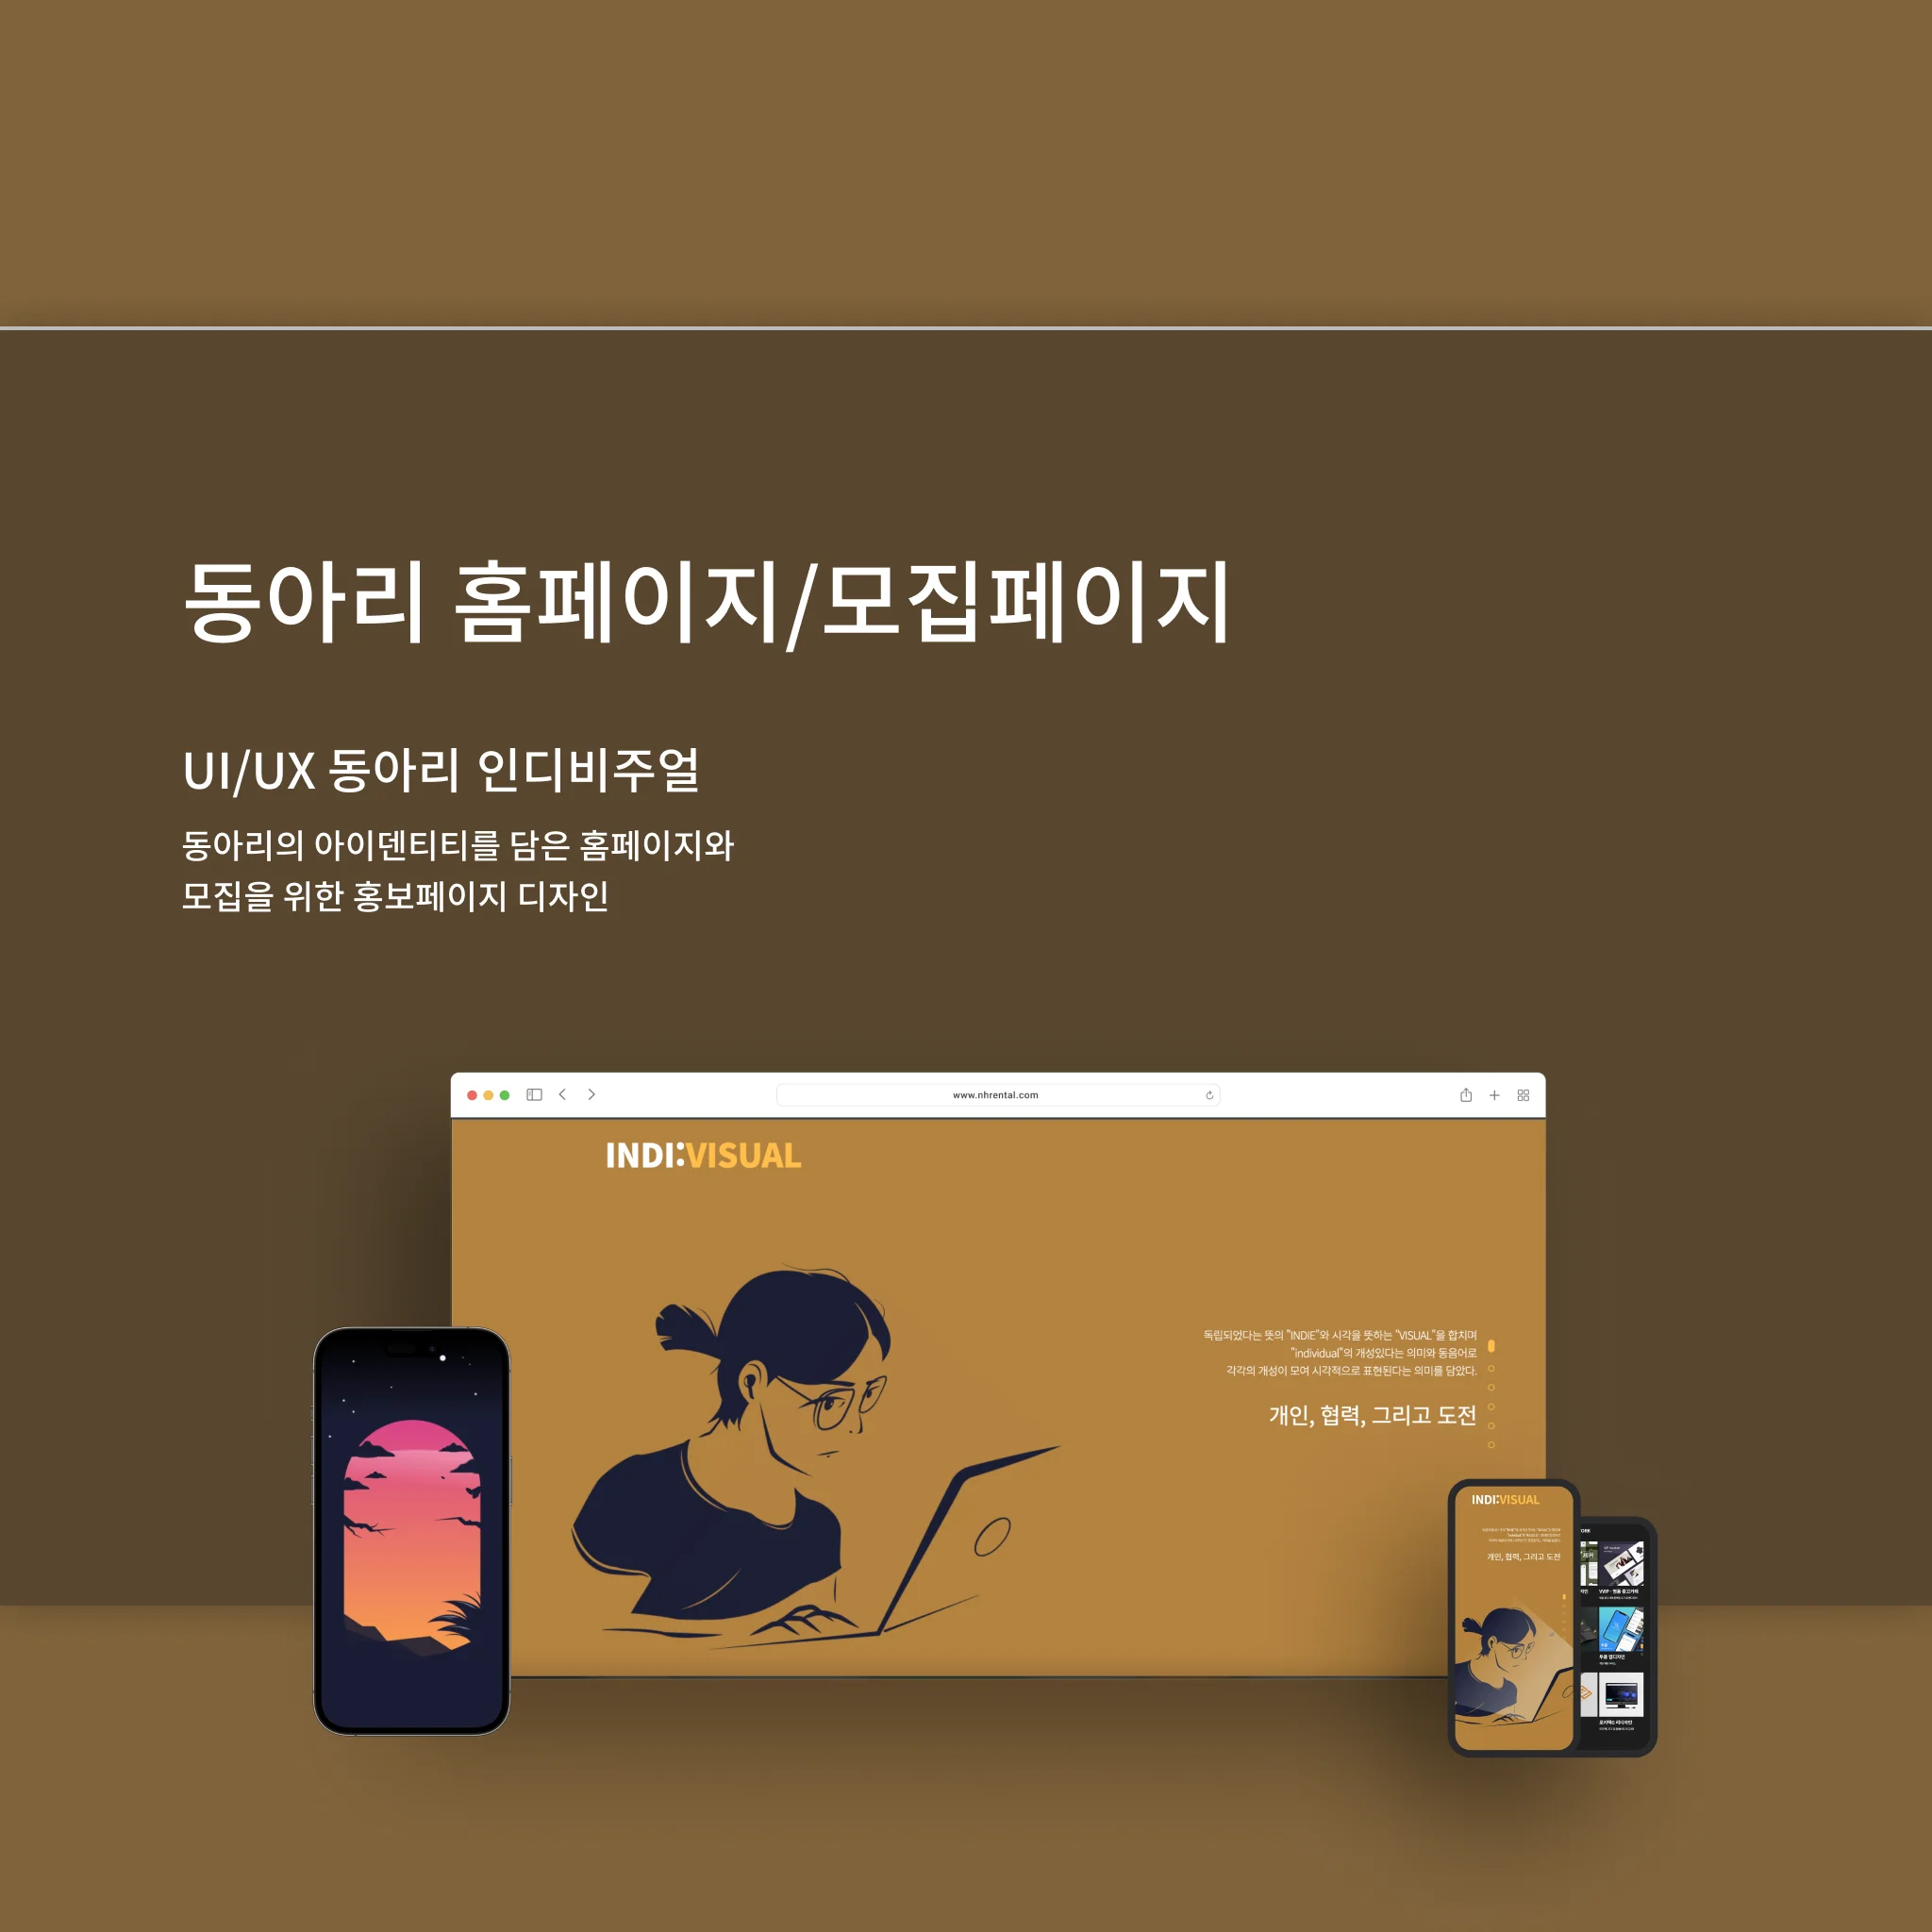 동아리 홈페이지/모집페이지
UI/UX 동아리 인디비주얼
동아리의 아이덴티티를 담은 홈페이지와
모집을 위한 홍보페이지 디자인
www.nhrental.com
INDI:VISUAL
독립되었다는 뜻의 "INDIE"와 시각을 뜻하는 "VISUAL"을 합치며
"individual"의 개성있다는 의미와 동음어로
각각의 개성이 모여 시각적으로 표현된다는 의미를 담았다.
개인, 협력, 그리고 도전
INDI:VISUAL
개인, 협력, 그리고 도전